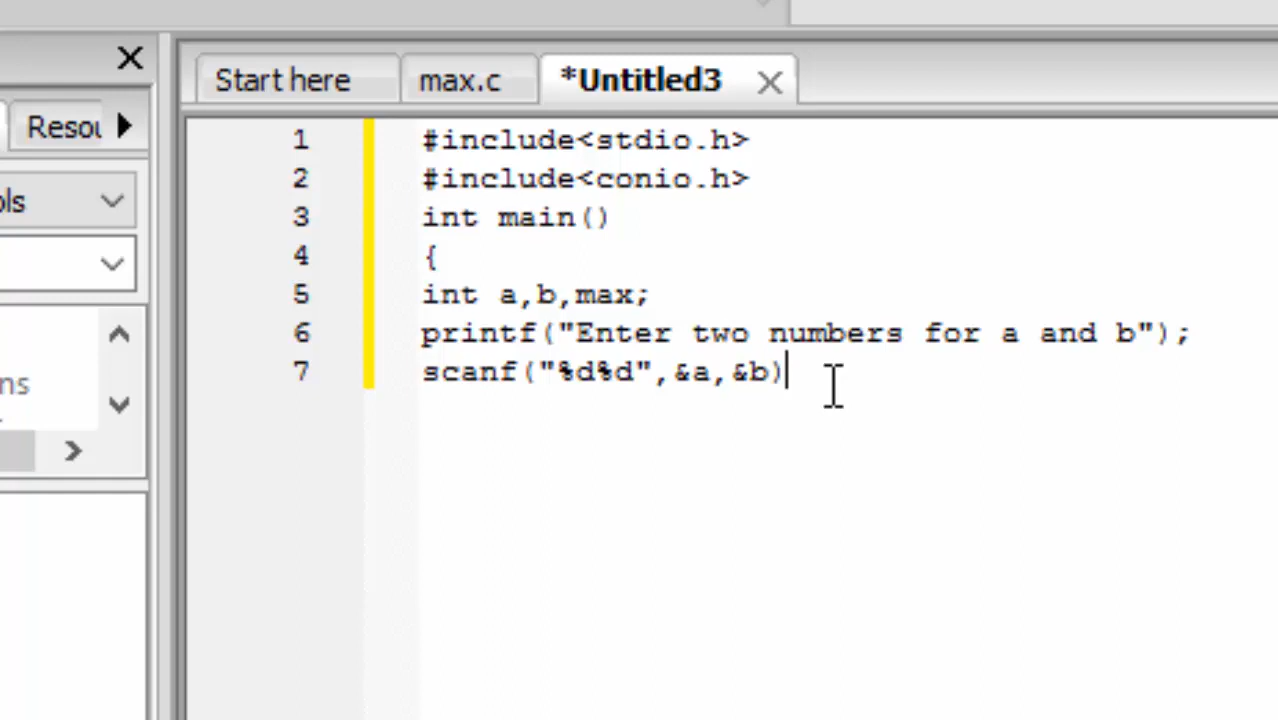 Start here max.c *Untitled3
Resou
ols
ns
1 #include<stdio.h>
2 #include<conio.h>
3 int main()
4 {
5 int a,b,max;
6 printf("Enter two numbers for a and b");
7 scanf("%d%d",&a,&b)